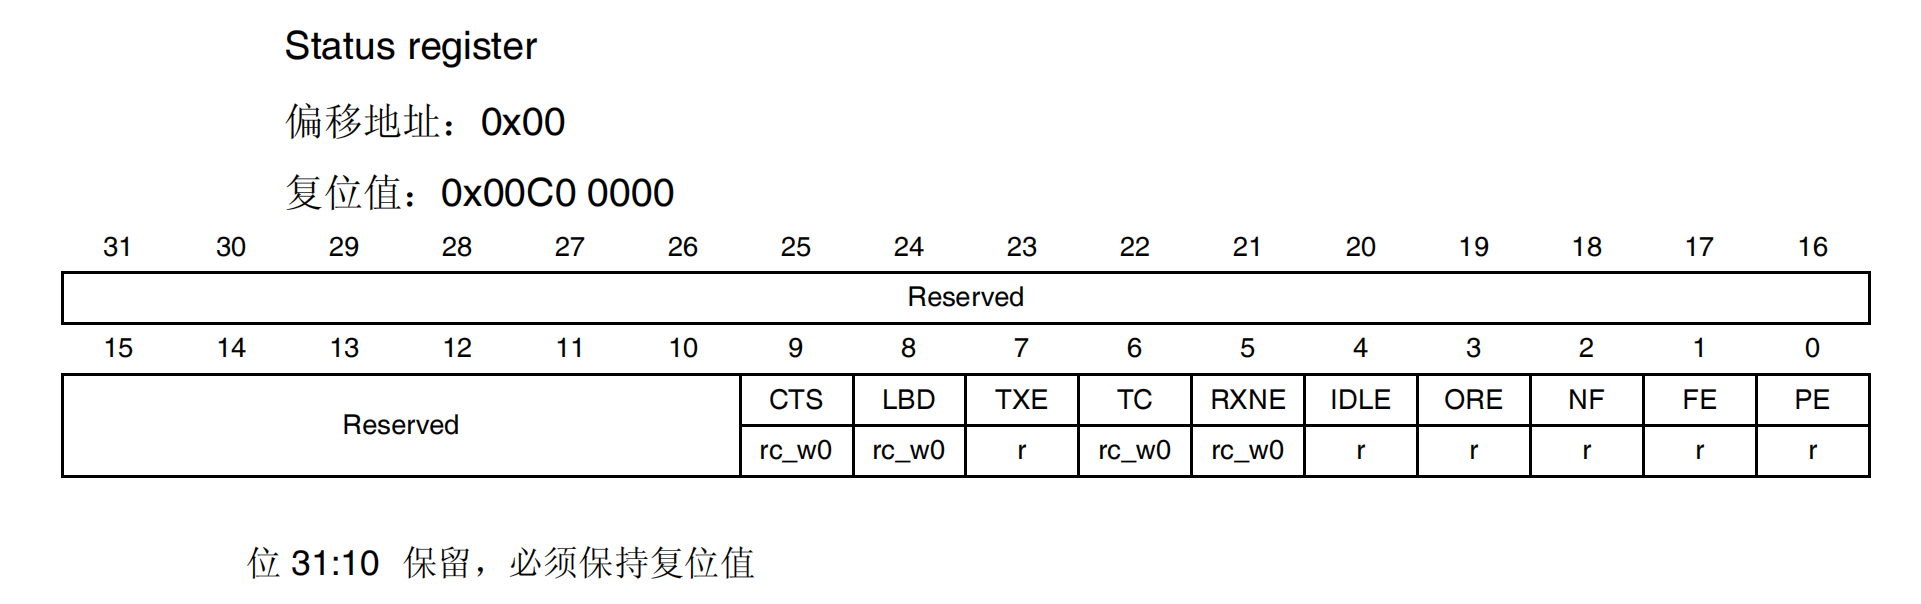 Status register
偏移地址：0x00
复位值：0x00C0 0000
31 30 29 28 27 26 25 24 23 22 21 20 19 18 17 16
Reserved
15 14 13 12 11 10 9 8 7 6 5 4 3 2 1 0
Reserved CTS LBD TXE TC RXNE IDLE ORE NF FE PE
rc_w0 rc_w0 r rc_w0 rc_w0 r r r r r
位 31:10 保留，必须保持复位值